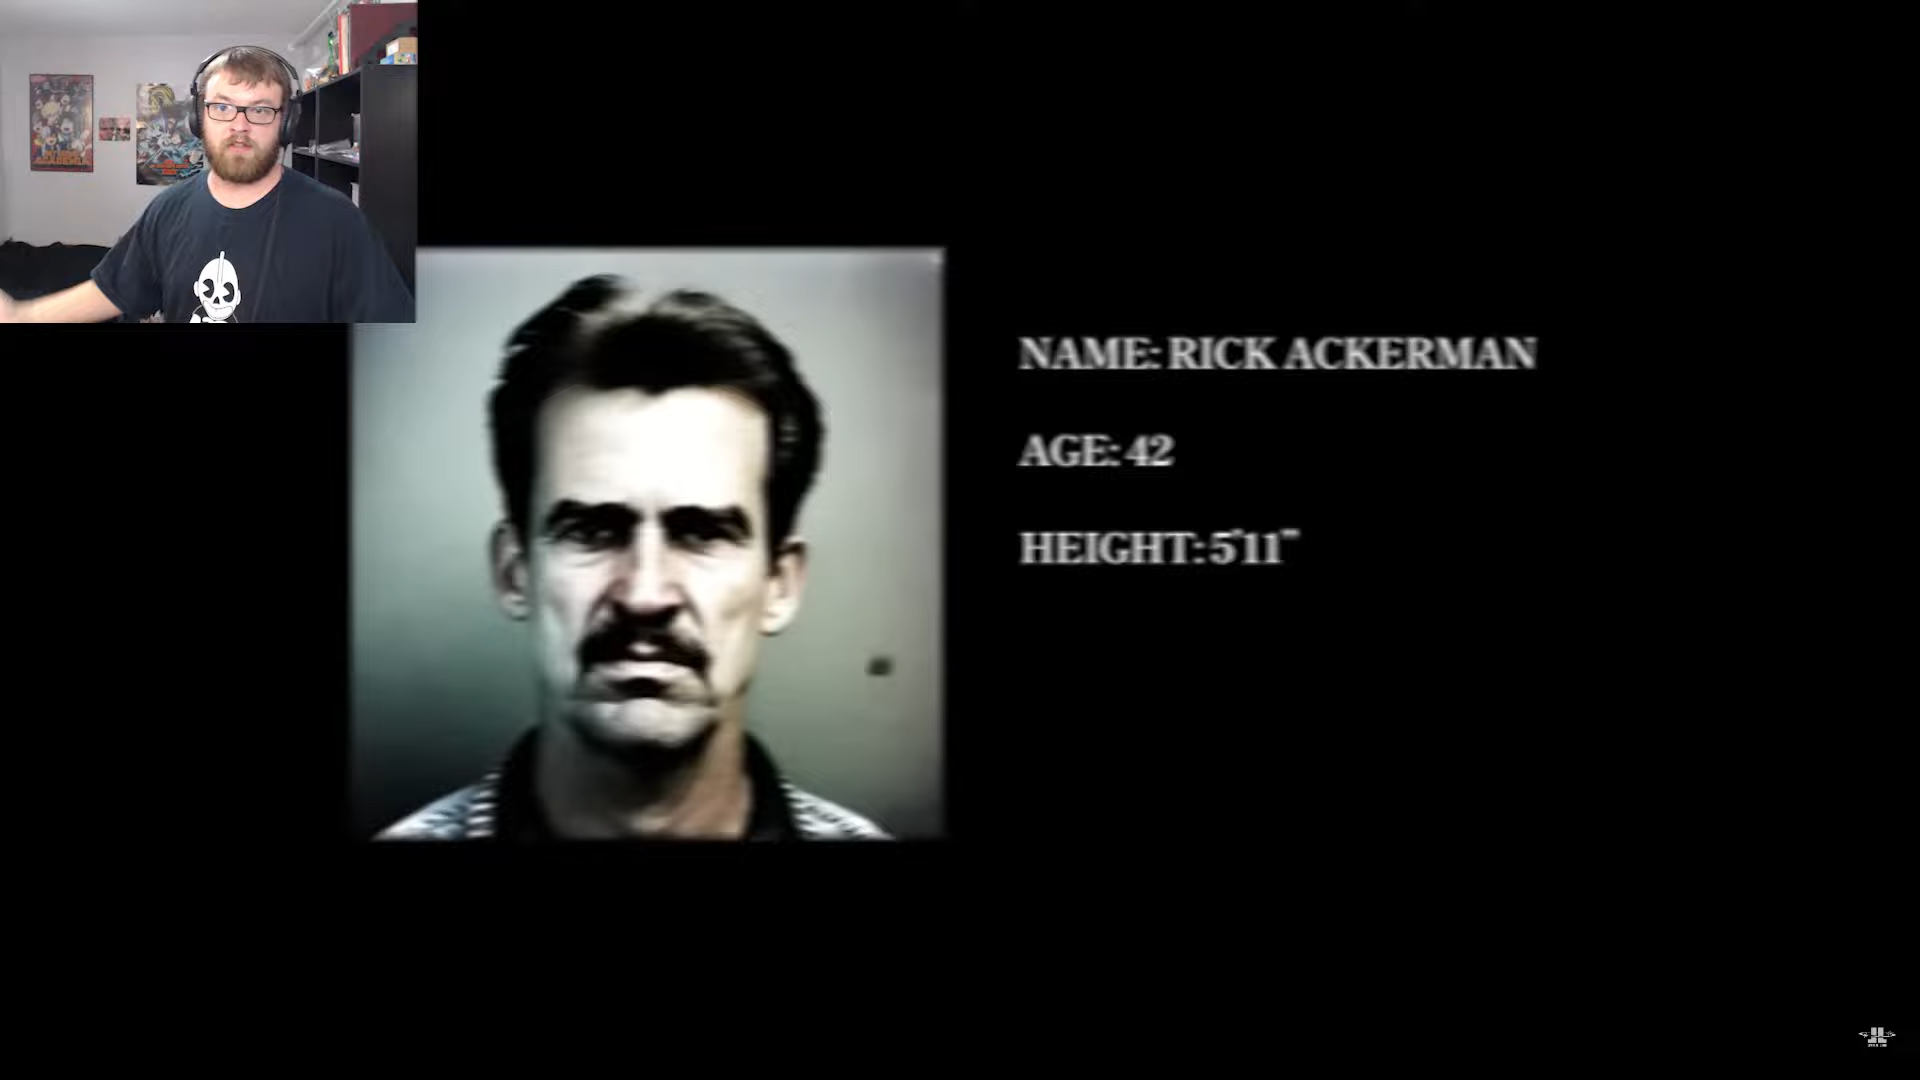 NAME: RICK ACKERMAN
AGE: 42
HEIGHT: 5'11"